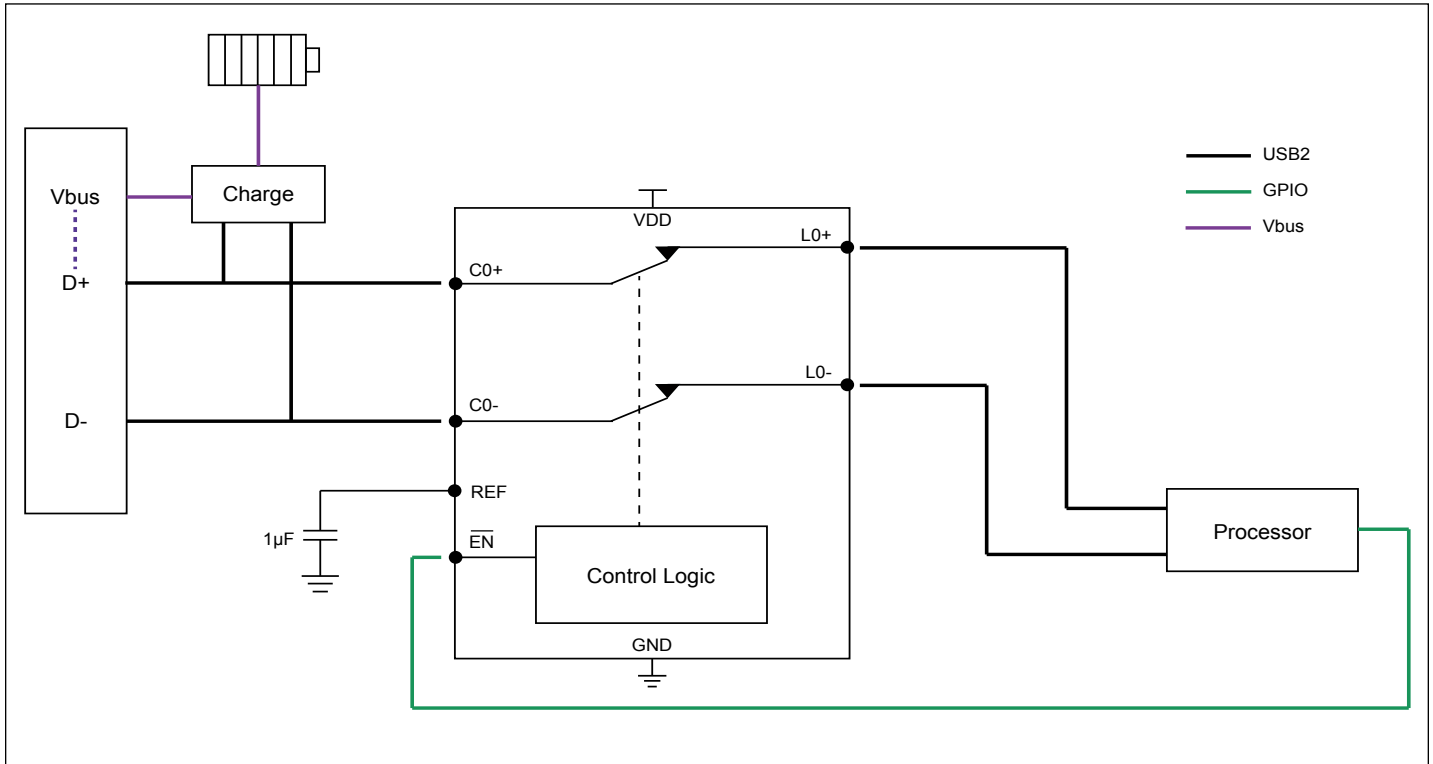 Vbus
D+
D-
Charge
VDD
C0+
C0-
REF
EN
1µF
L0+
L0-
Control Logic
GND
Processor
USB2
GPIO
Vbus